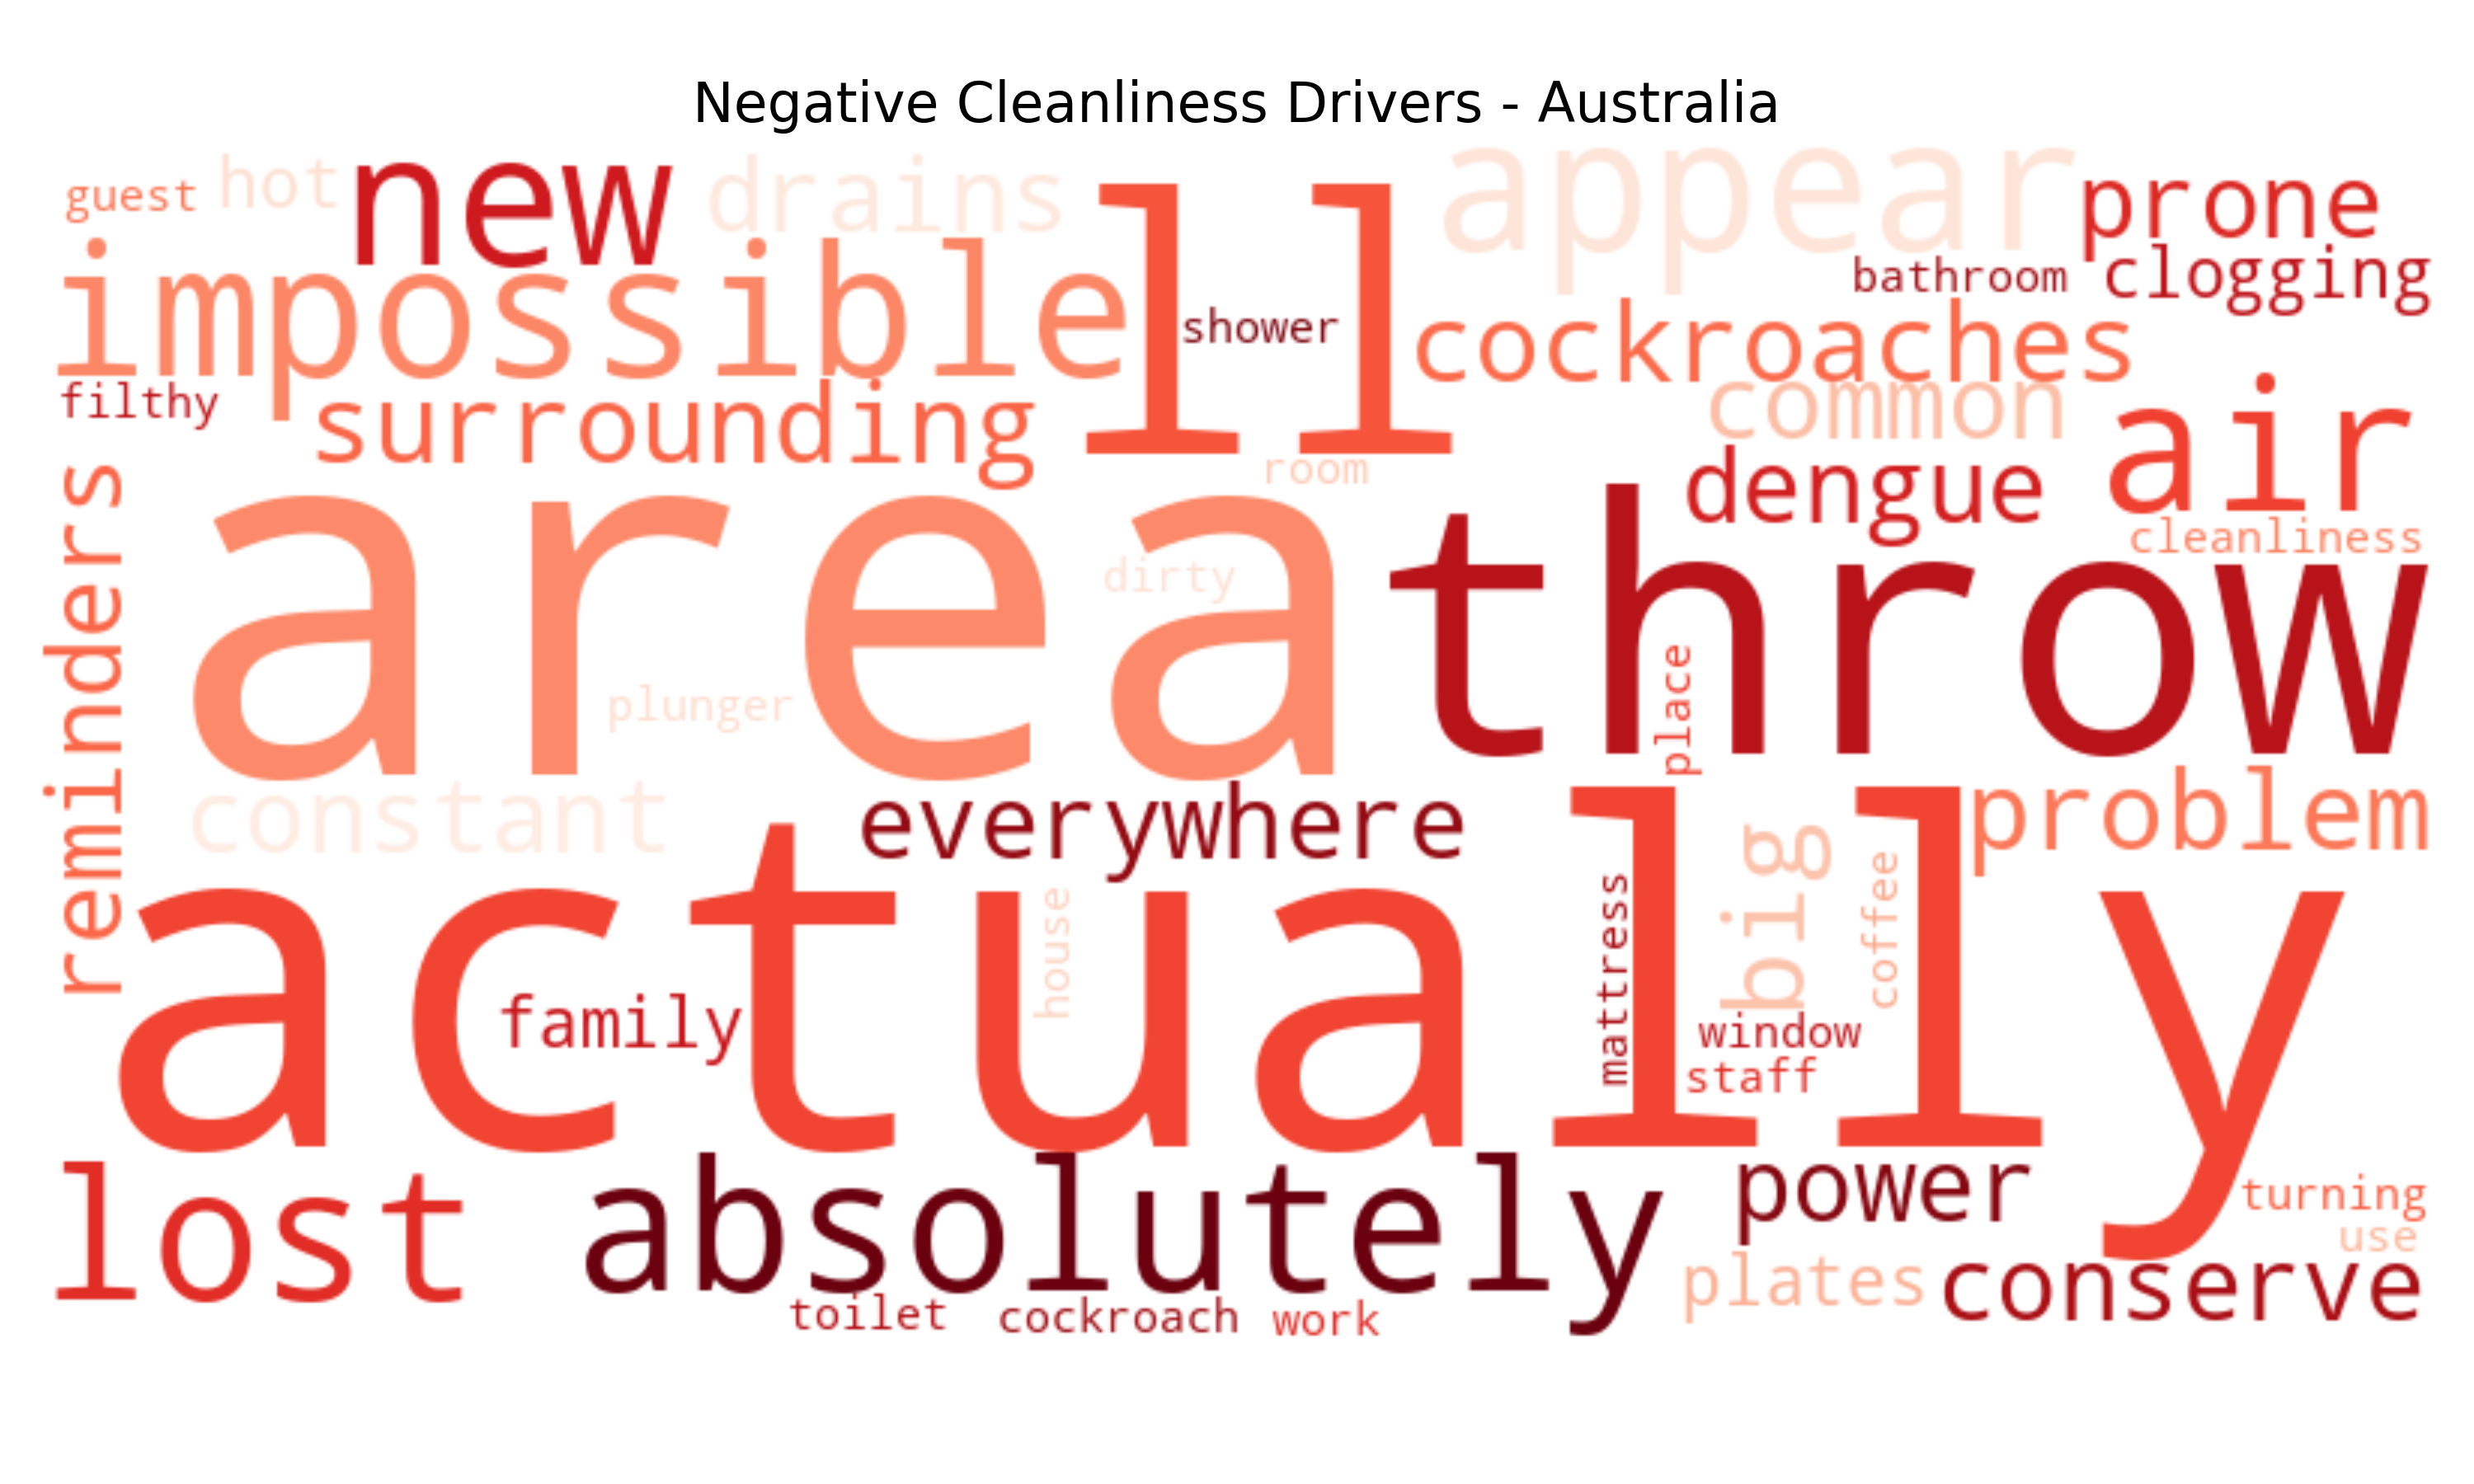 Negative Cleanliness Drivers - Australia
guest
hot
new
drains
ll
appear
prone
impossible
shower
bathroom
clogging
cockroaches
filthy
surrounding
common
air
room
dengue
reminders
area
dirty
cleanliness
throw
plunger
place
constant
everywhere
problem
actually
house
mattress
big
coffee
family
window
staff
lost
absolutely
power
turning
use
plates
conserve
toilet
cockroach
work